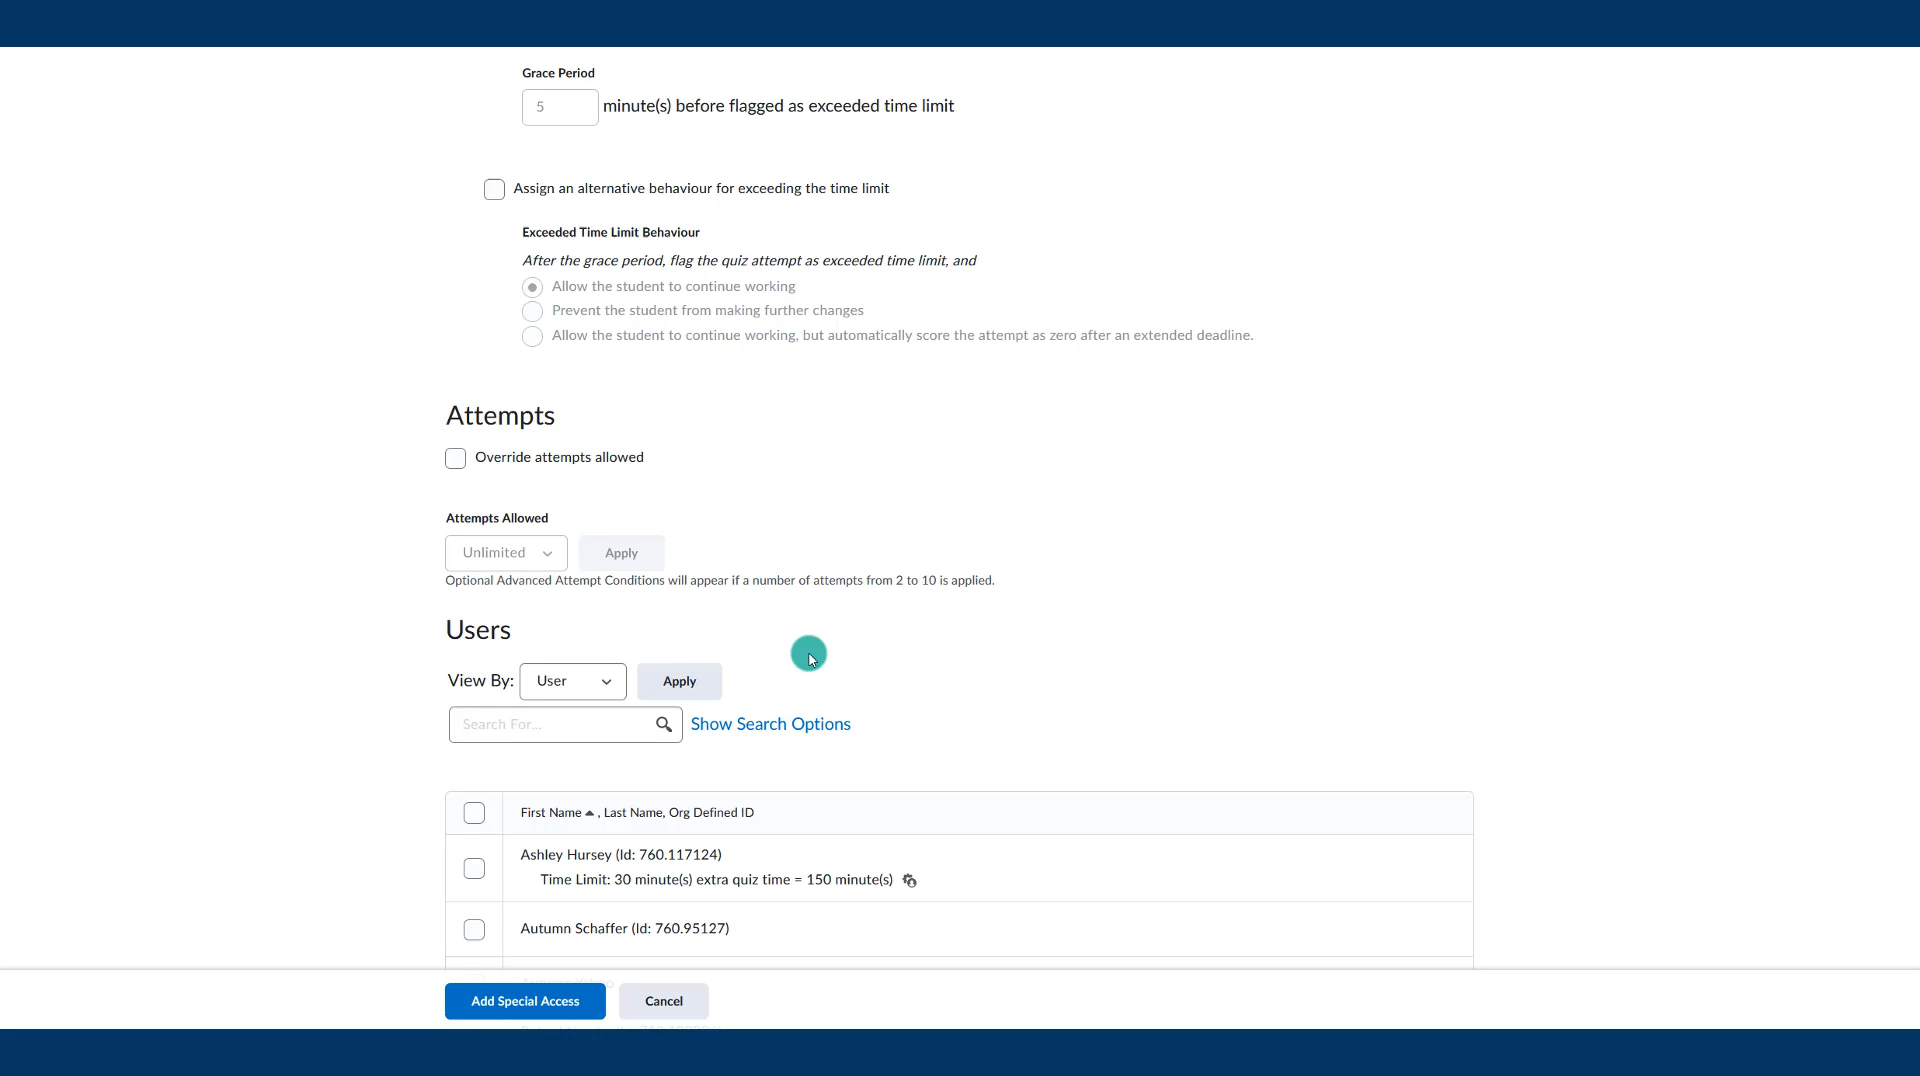 Grace Period
5 minute(s) before flagged as exceeded time limit
Assign an alternative behaviour for exceeding the time limit
Exceeded Time Limit Behaviour
After the grace period, flag the quiz attempt as exceeded time limit, and
Allow the student to continue working
Prevent the student from making further changes
Allow the student to continue working, but automatically score the attempt as zero after an extended deadline.
Attempts
Override attempts allowed
Attempts Allowed
Unlimited Apply
Optional Advanced Attempt Conditions will appear if a number of attempts from 2 to 10 is applied.
Users
View By: User Apply
Search For... Show Search Options
First Name , Last Name, Org Defined ID
Ashley Hursey (Id: 760.117124)
Time Limit: 30 minute(s) extra quiz time = 150 minute(s)
Autumn Schaffer (Id: 760.95127)
Add Special Access Cancel